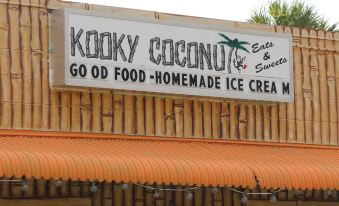 KOOKY COCONUT
Eats &
Sweets
GO OD FOOD - HOMEMADE ICE CREA M